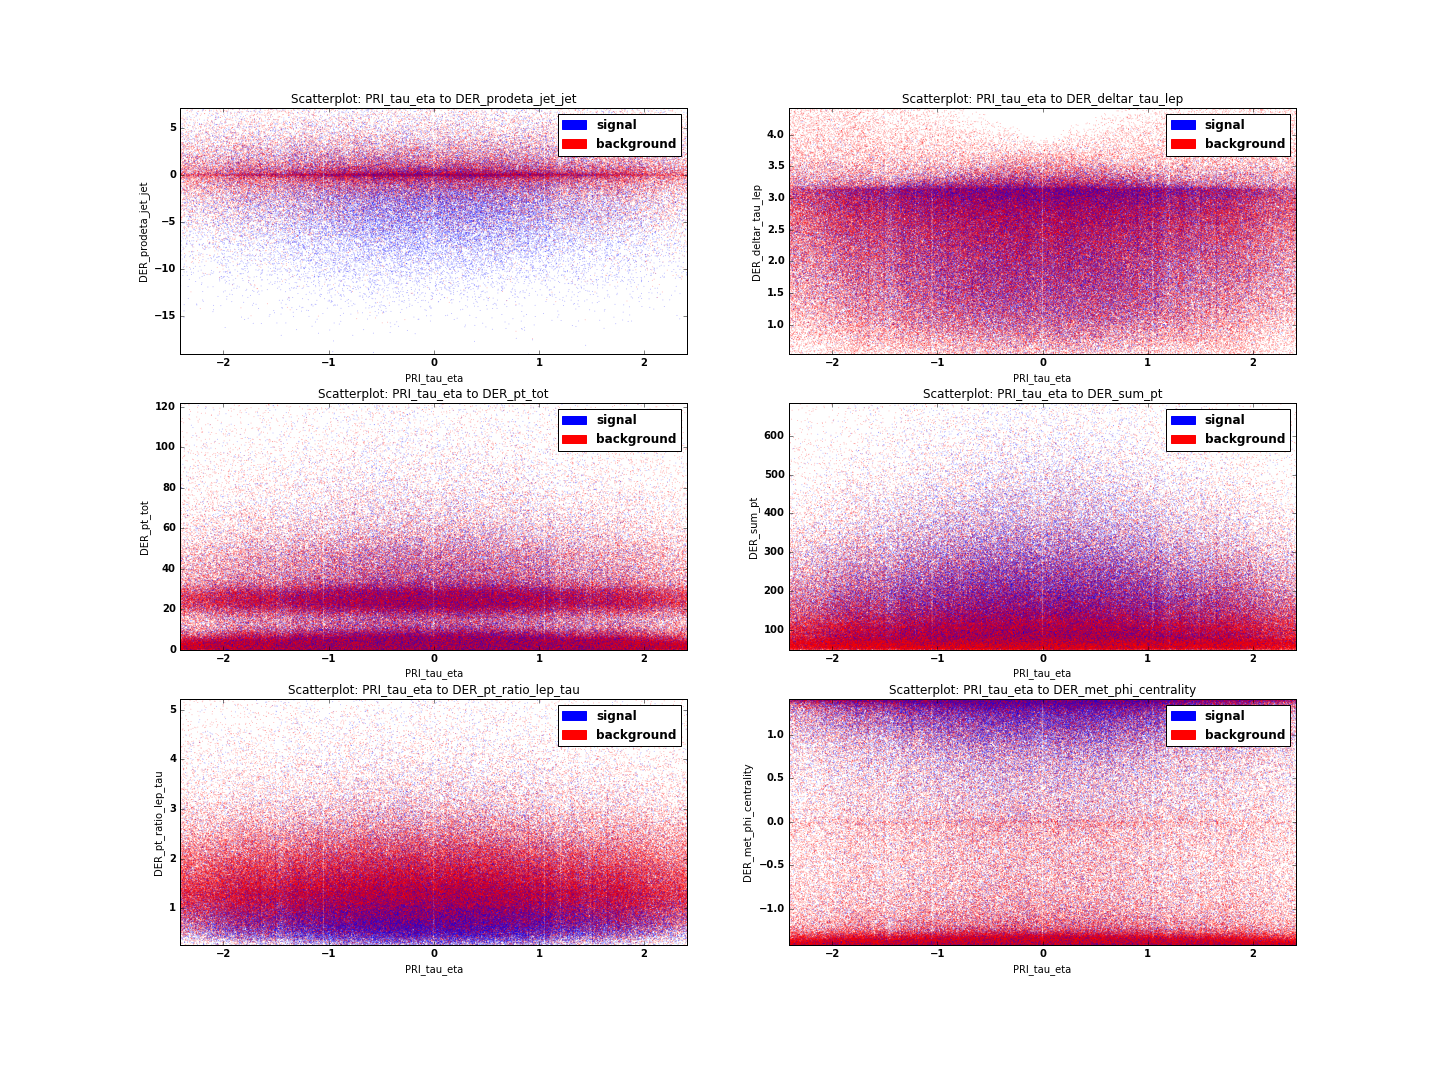 Scatterplot: PRI_tau_eta to DER_prodeta_jet_jet
signal
background
5
0
−5
−10
−15
DER_prodeta_jet_jet
−2 −1 0 1 2
PRI_tau_eta
Scatterplot: PRI_tau_eta to DER_deltar_tau_lep
signal
background
4.0
3.5
3.0
2.5
2.0
1.5
1.0
DER_deltar_tau_lep
−2 −1 0 1 2
PRI_tau_eta
Scatterplot: PRI_tau_eta to DER_pt_tot
signal
background
120
100
80
60
40
20
0
DER_pt_tot
−2 −1 0 1 2
PRI_tau_eta
Scatterplot: PRI_tau_eta to DER_sum_pt
signal
background
600
500
400
300
200
100
DER_sum_pt
−2 −1 0 1 2
PRI_tau_eta
Scatterplot: PRI_tau_eta to DER_pt_ratio_lep_tau
signal
background
5
4
3
2
1
DER_pt_ratio_lep_tau
−2 −1 0 1 2
PRI_tau_eta
Scatterplot: PRI_tau_eta to DER_met_phi_centrality
signal
background
1.0
0.5
0.0
−0.5
−1.0
DER_met_phi_centrality
−2 −1 0 1 2
PRI_tau_eta